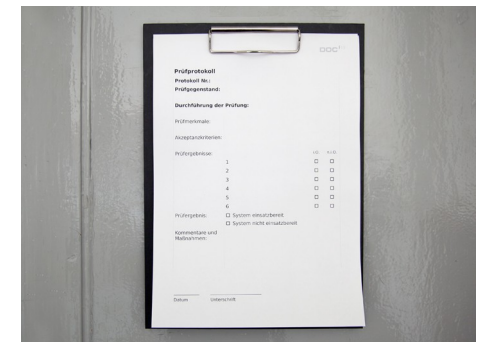 Prüfprotokoll
Protokoll Nr.:
Prüfgegenstand:
Durchführung der Prüfung:
Prüfmerkmale:
Akzeptanzkriterien:
Prüfergebnisse:
1 ☐ ☐
2 ☐ ☐
3 ☐ ☐
4 ☐ ☐
5 ☐ ☐
6 ☐ ☐
Prüfergebnis: ☐ System einsatzbereit
☐ System nicht einsatzbereit
Kommentare und
Maßnahmen:
Datum Unterschrift